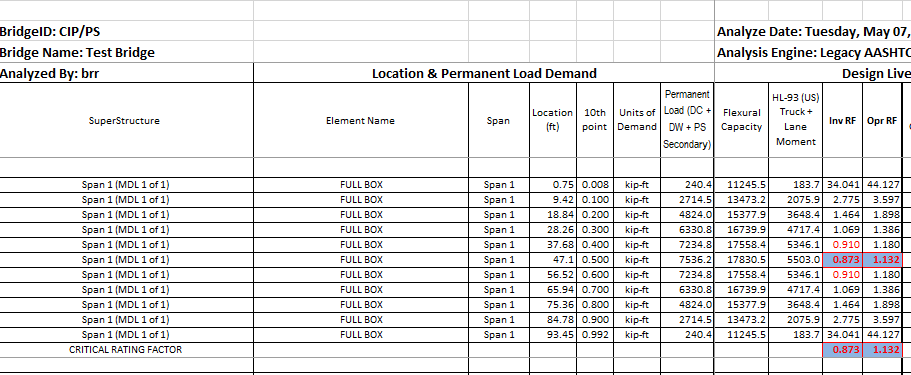 BridgeID: CIP/PS Analyze Date: Tuesday, May 07,
Bridge Name: Test Bridge Analysis Engine: Legacy AASHTO
Analyzed By: brr Location & Permanent Load Demand Design Live
SuperStructure Element Name Span Location (ft) 10th point Units of Demand Permanent Load (DC + DW + PS Secondary) Flexural Capacity HL-93 (US) Truck + Lane Moment Inv RF Opr RF
Span 1 (MDL 1 of 1) FULL BOX Span 1 0.75 0.008 kip-ft 240.4 11245.5 183.7 34.041 44.127
Span 1 (MDL 1 of 1) FULL BOX Span 1 9.42 0.100 kip-ft 2714.5 13473.2 2075.9 2.775 3.597
Span 1 (MDL 1 of 1) FULL BOX Span 1 18.84 0.200 kip-ft 4824.0 15377.9 3648.4 1.464 1.898
Span 1 (MDL 1 of 1) FULL BOX Span 1 28.26 0.300 kip-ft 6330.8 16739.9 4717.4 1.069 1.386
Span 1 (MDL 1 of 1) FULL BOX Span 1 37.68 0.400 kip-ft 7234.8 17558.4 5346.1 0.910 1.180
Span 1 (MDL 1 of 1) FULL BOX Span 1 47.1 0.500 kip-ft 7536.2 17830.5 5503.0 0.873 1.132
Span 1 (MDL 1 of 1) FULL BOX Span 1 56.52 0.600 kip-ft 7234.8 17558.4 5346.1 0.910 1.180
Span 1 (MDL 1 of 1) FULL BOX Span 1 65.94 0.700 kip-ft 6330.8 16739.9 4717.4 1.069 1.386
Span 1 (MDL 1 of 1) FULL BOX Span 1 75.36 0.800 kip-ft 4824.0 15377.9 3648.4 1.464 1.898
Span 1 (MDL 1 of 1) FULL BOX Span 1 84.78 0.900 kip-ft 2714.5 13473.2 2075.9 2.775 3.597
Span 1 (MDL 1 of 1) FULL BOX Span 1 93.45 0.992 kip-ft 240.4 11245.5 183.7 34.041 44.127
CRITICAL RATING FACTOR 0.873 1.132